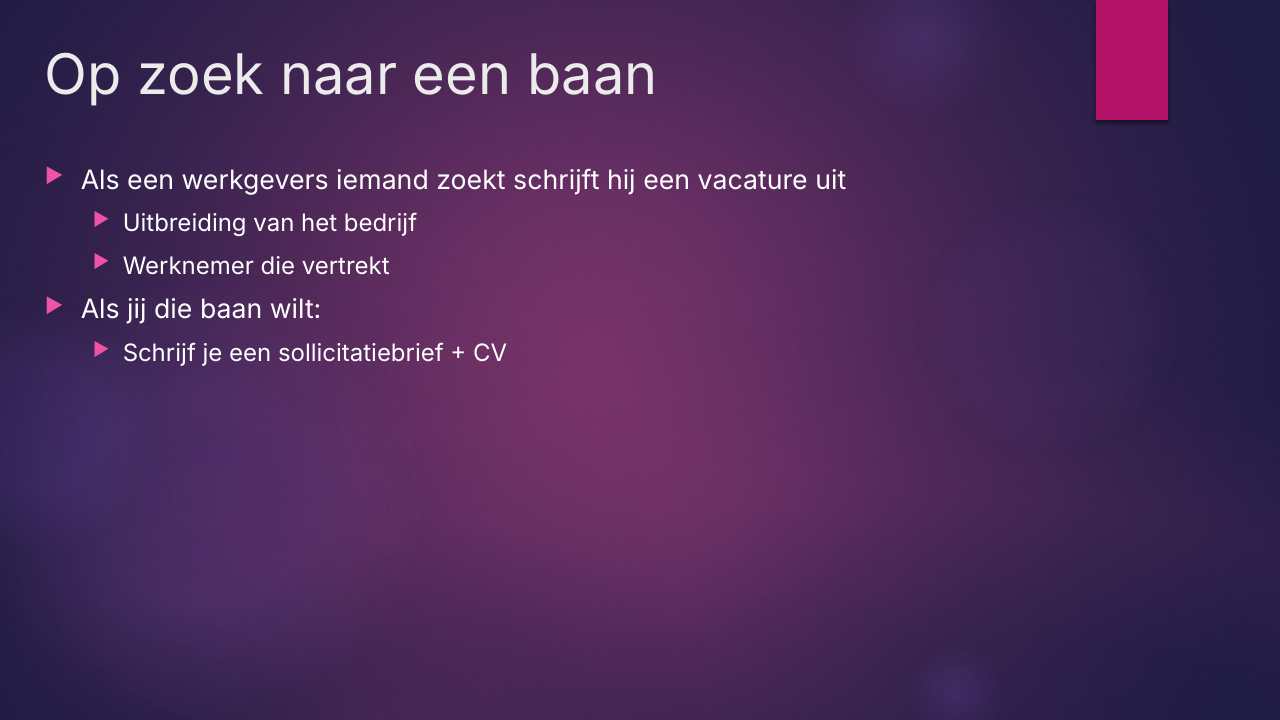 Op zoek naar een baan
Als een werkgevers iemand zoekt schrijft hij een vacature uit
Uitbreiding van het bedrijf
Werknemer die vertrekt
Als jij die baan wilt:
Schrijf je een sollicitatiebrief + CV